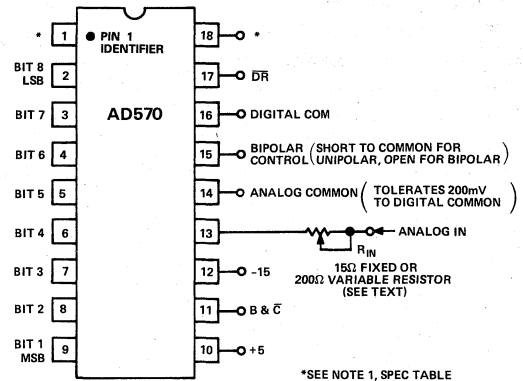 * 1 ● PIN 1 IDENTIFIER 18 *
BIT 8 LSB 2 17 D̅R̅
BIT 7 3 AD570 16 DIGITAL COM
BIT 6 4 15 BIPOLAR CONTROL (SHORT TO COMMON FOR UNIPOLAR, OPEN FOR BIPOLAR)
BIT 5 5 14 ANALOG COMMON (TOLERATES 200mV TO DIGITAL COMMON)
BIT 4 6 13 ANALOG IN
RIN
15Ω FIXED OR
200Ω VARIABLE RESISTOR
(SEE TEXT)
BIT 3 7 12 -15
BIT 2 8 11 B & C̅
BIT 1 MSB 9 10 +5
*SEE NOTE 1, SPEC TABLE